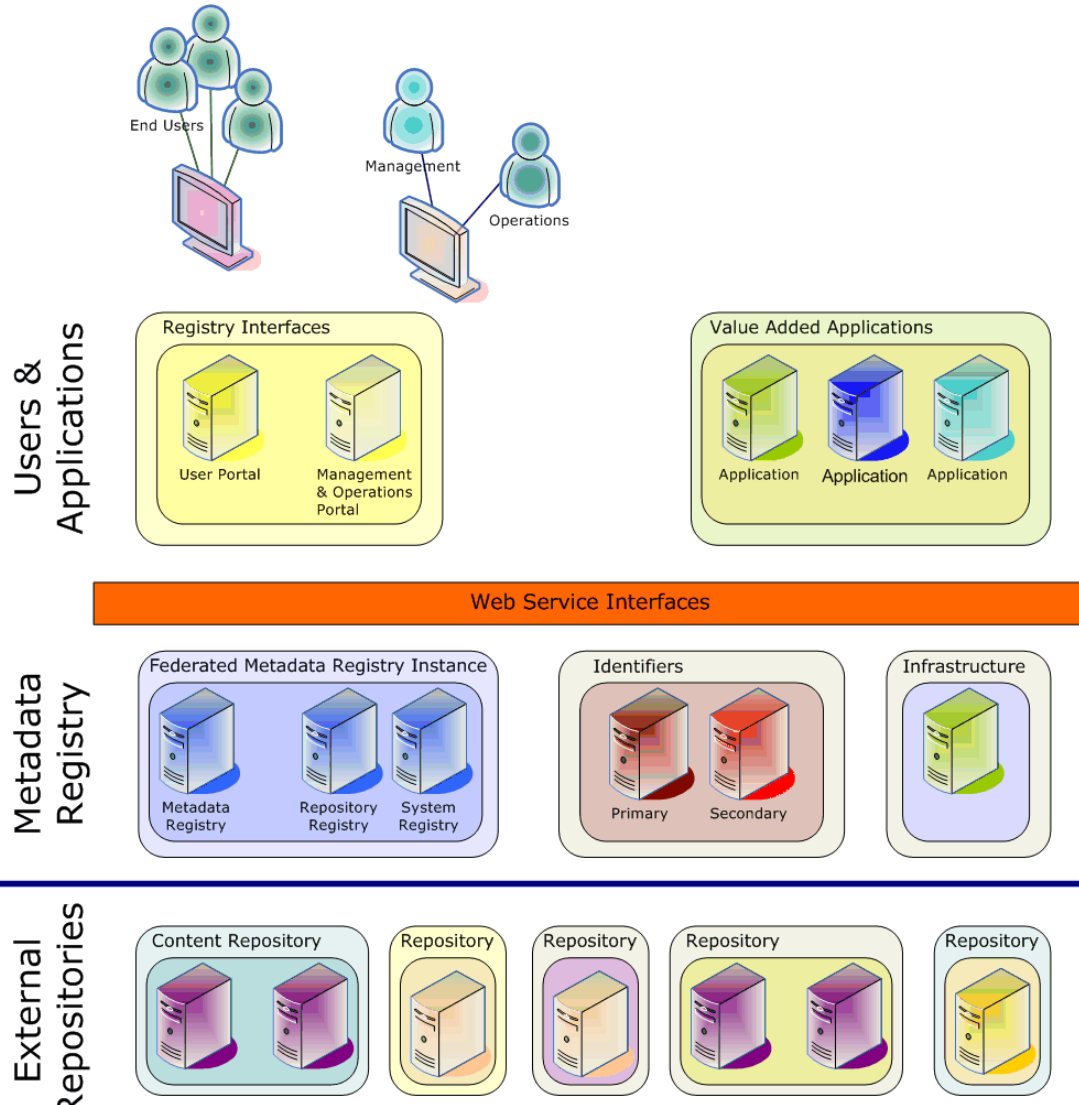 End Users
Management
Operations
Users &
Applications
Registry Interfaces
User Portal
Management
& Operations
Portal
Value Added Applications
Application
Application
Application
Web Service Interfaces
Metadata
Registry
Federated Metadata Registry Instance
Metadata
Registry
Repository
Registry
System
Registry
Identifiers
Primary
Secondary
Infrastructure
External
Repositories
Content Repository
Repository
Repository
Repository
Repository